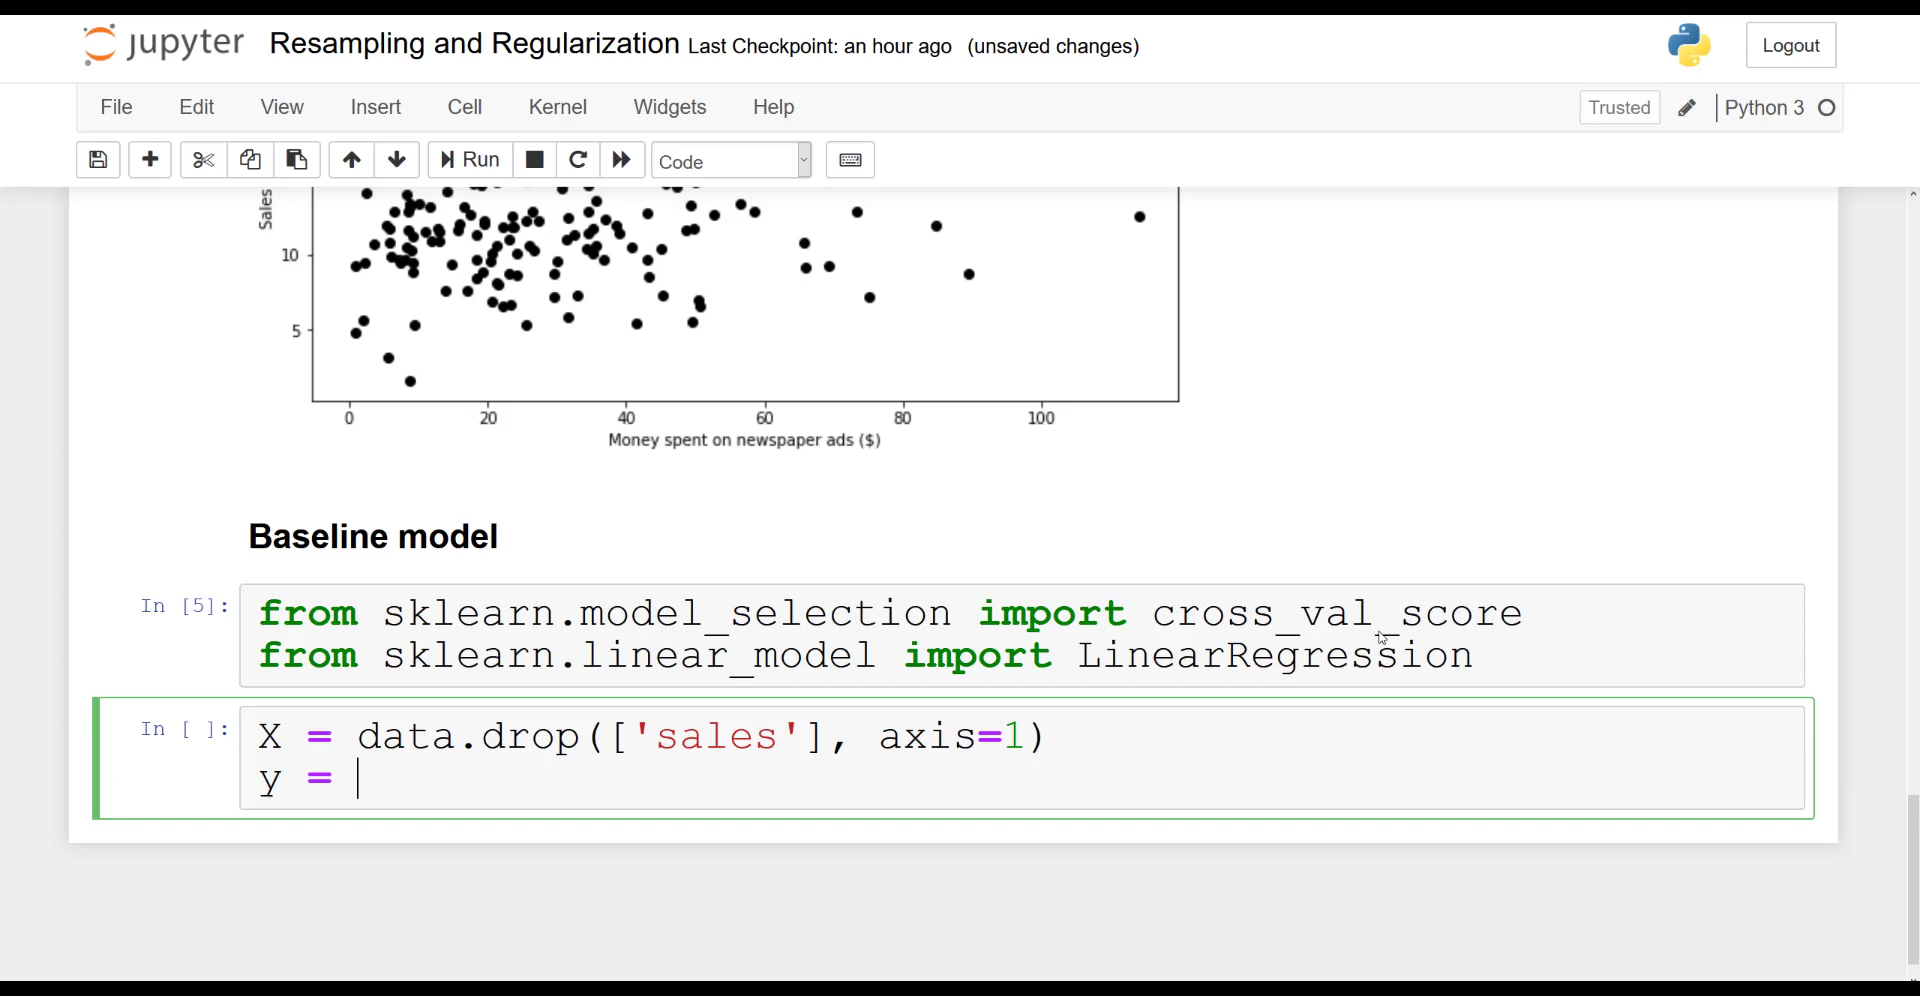 jupyter Resampling and Regularization Last Checkpoint: an hour ago (unsaved changes)
Logout
File Edit View Insert Cell Kernel Widgets Help
Trusted Python 3
Run Code
Sales
10
5
0 20 40 60 80 100
Money spent on newspaper ads ($)
Baseline model
In [5]: from sklearn.model_selection import cross_val_score
from sklearn.linear_model import LinearRegression
In [ ]: X = data.drop(['sales'], axis=1)
y =